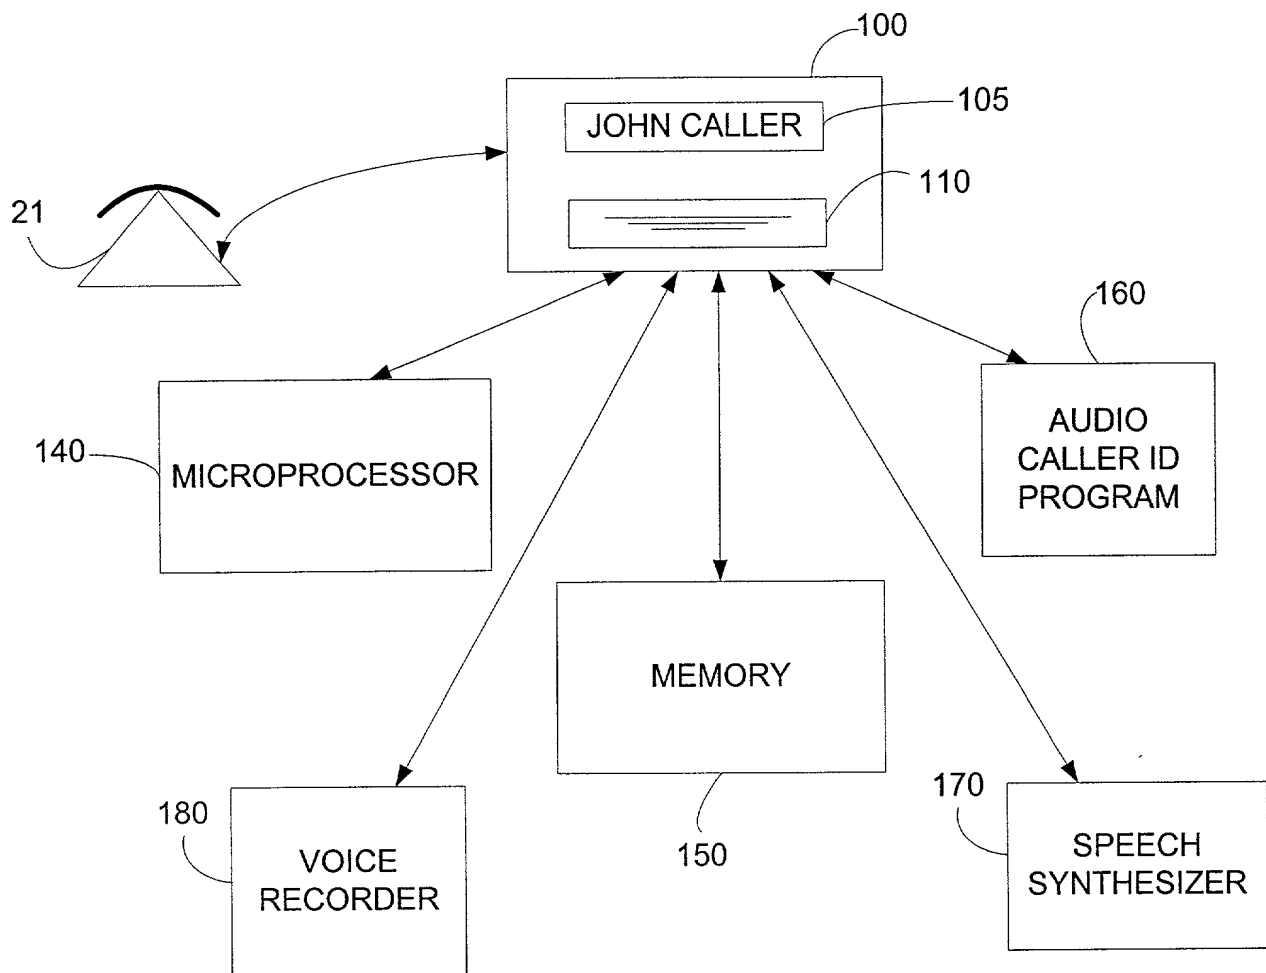 100
JOHN CALLER
105
110
21
160
AUDIO
CALLER ID
PROGRAM
140
MICROPROCESSOR
MEMORY
150
180
VOICE
RECORDER
170
SPEECH
SYNTHESIZER